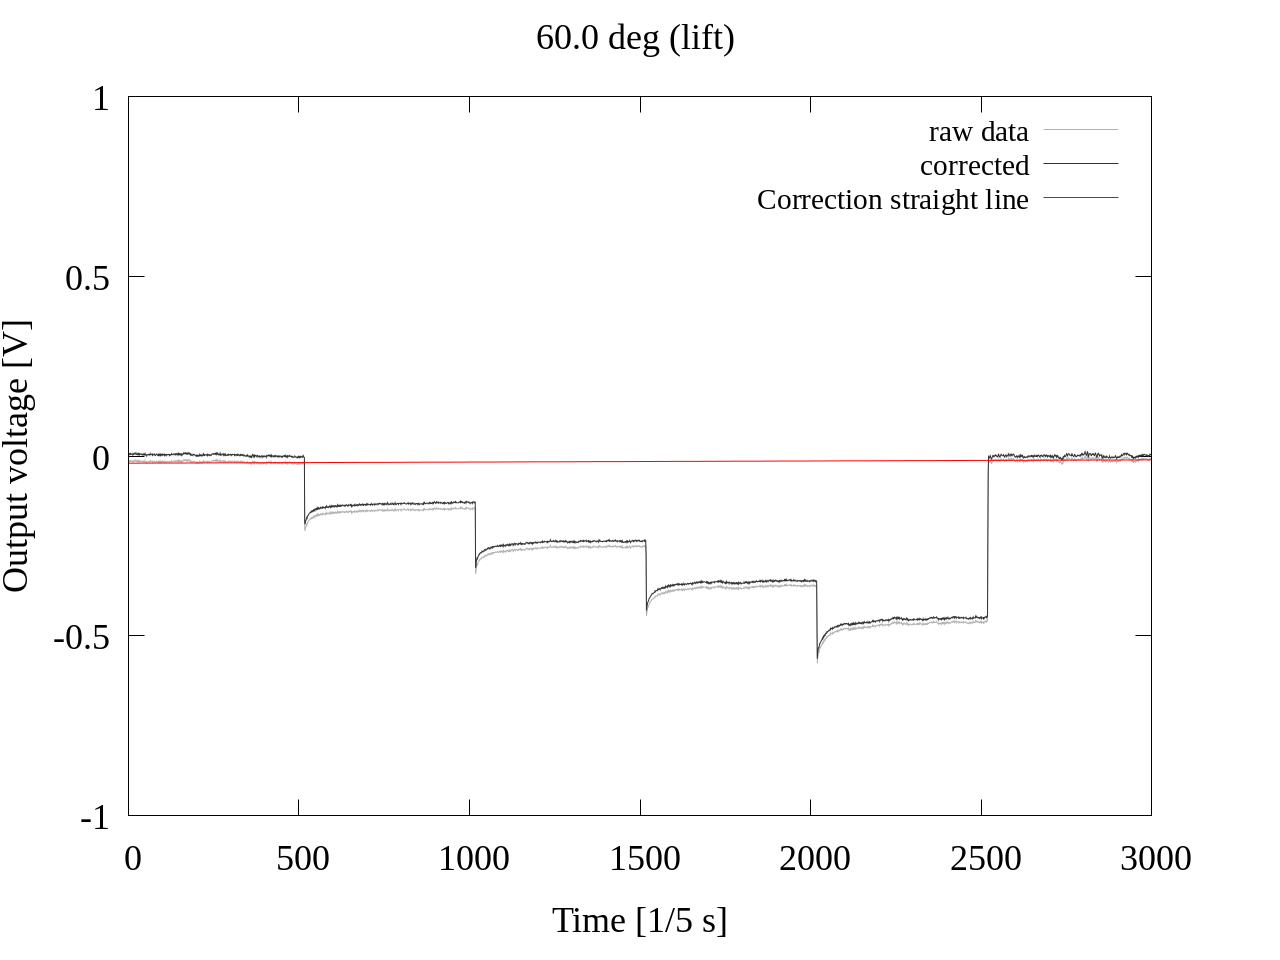 60.0 deg (lift)
raw data
corrected
Correction straight line
1
0.5
0
-0.5
-1
Output voltage [V]
0 500 1000 1500 2000 2500 3000
Time [1/5 s]